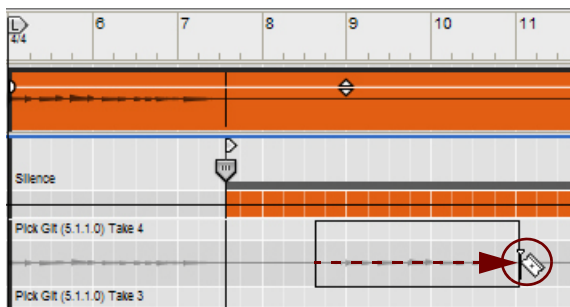 L 6 7 8 9 10 11
4/4
Silence
Pick Git (5.1.1.0) Take 4
Pick Git (5.1.1.0) Take 3